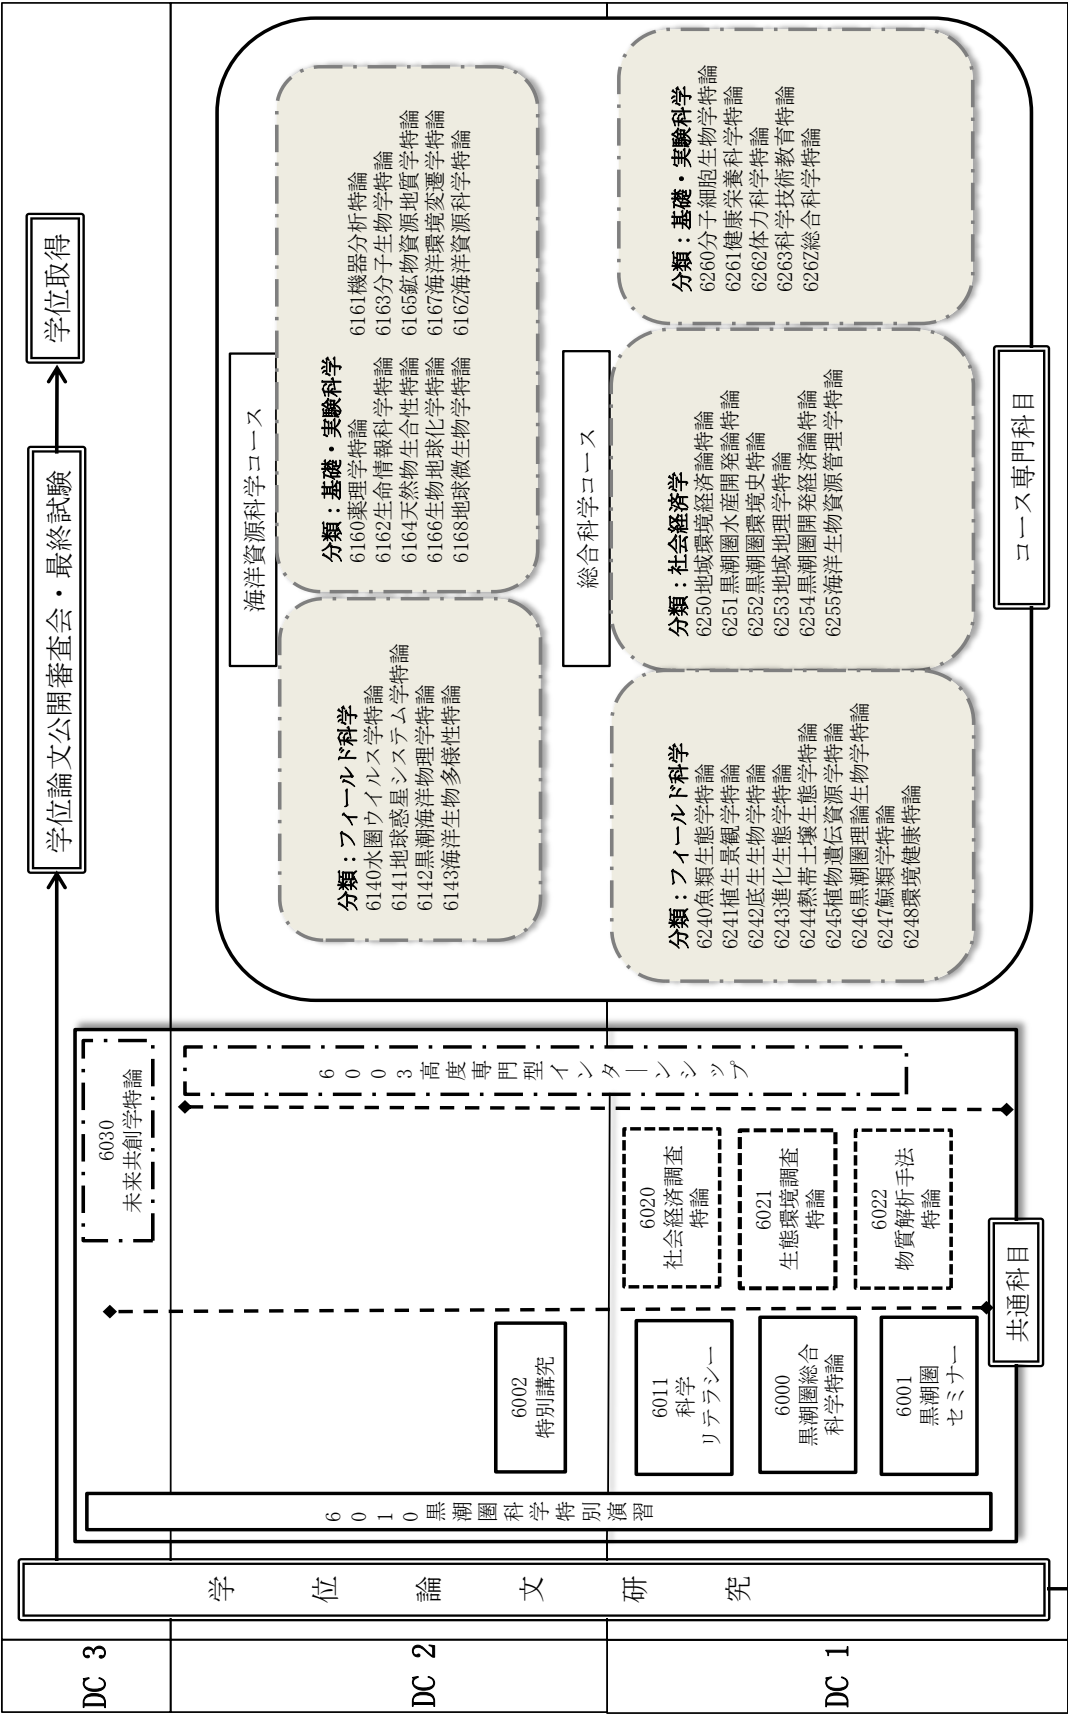 DC 3
DC 2
DC 1
学位論文研究
学位論文公開審査会・最終試験
学位取得
6010黒潮圏科学特別演習
6002
特別講究
6011
科学
リテラシー
6000
黒潮圏総合
科学特論
6001
黒潮圏
セミナー
6030
未来共創学特論
6020
社会経済調査
特論
6021
生態環境調査
特論
6022
物質解析手法
特論
6003高度専門型インターンシップ
共通科目
海洋資源科学コース
分類：フィールド科学
6140水圏ウイルス学特論
6141地球惑星システム学特論
6142黒潮海洋物理学特論
6143海洋生物多様性特論
分類：基礎・実験科学
6160薬理学特論 6161機器分析特論
6162生命情報科学特論 6163分子生物学特論
6164天然物生合性特論 6165鉱物資源地質学特論
6166生物地球化学特論 6167海洋環境変遷学特論
6168地球微生物学特論 616Z海洋資源科学特論
総合科学コース
分類：フィールド科学
6240魚類生態学特論
6241植生景観学特論
6242底生生物学特論
6243進化生態学特論
6244熱帯土壌生態学特論
6245植物遺伝資源学特論
6246黒潮圏理論生物学特論
6247鯨類学特論
6248環境健康特論
分類：社会経済学
6250地域環境経済論特論
6251黒潮圏水産開発論特論
6252黒潮圏環境史特論
6253地域地理学特論
6254黒潮圏開発経済論特論
6255海洋生物資源管理学特論
分類：基礎・実験科学
6260分子細胞生物学特論
6261健康栄養科学特論
6262体力科学特論
6263科学技術教育特論
626Z総合科学特論
コース専門科目